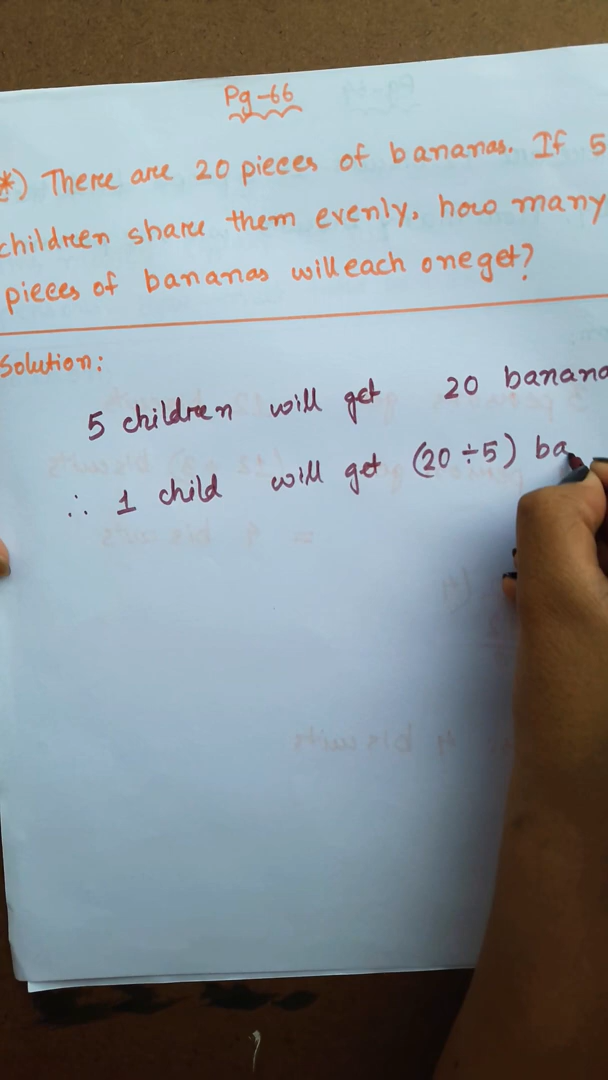 Pg-66
*) There are 20 pieces of bananas. If 5
children share them evenly, how many
pieces of bananas will each one get?
Solution:
5 children will get 20 banana
∴ 1 child will get (20÷5) ba